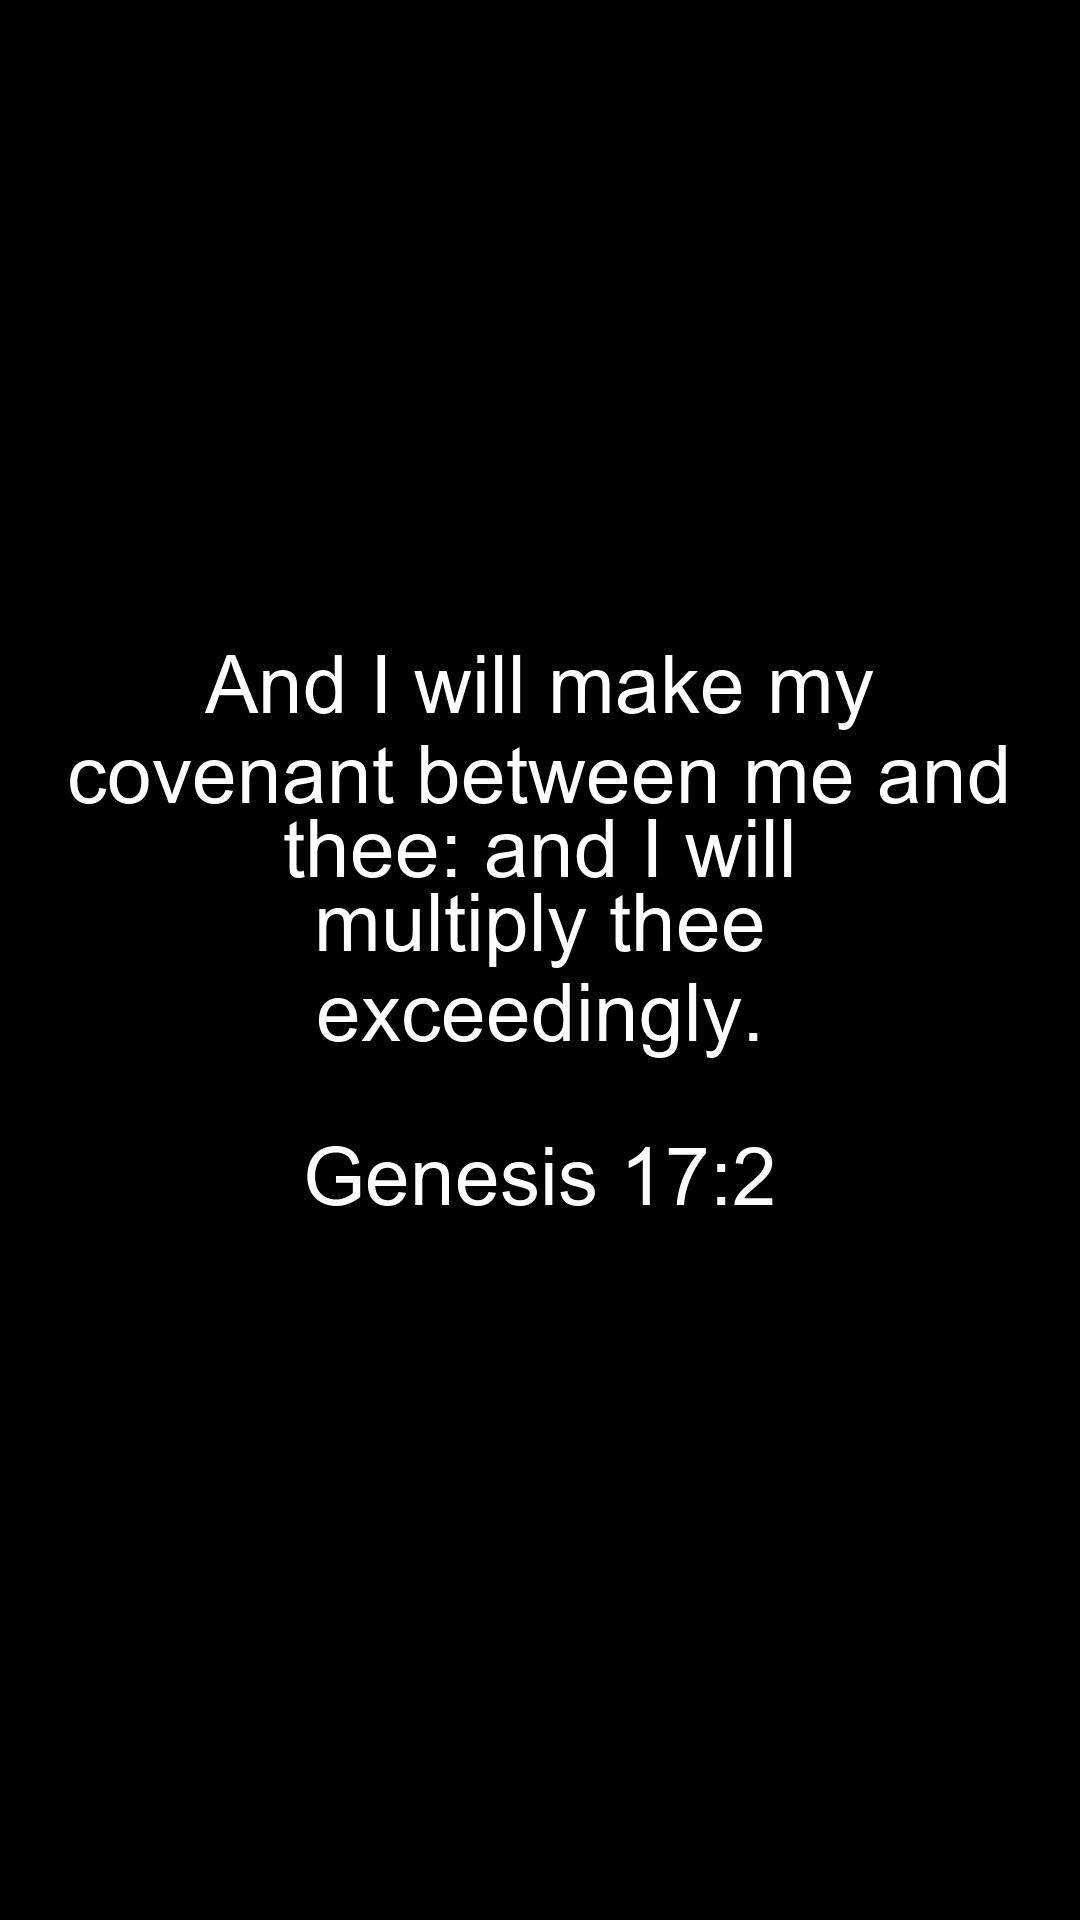 And I will make my
covenant between me and
thee: and I will
multiply thee
exceedingly.
Genesis 17:2